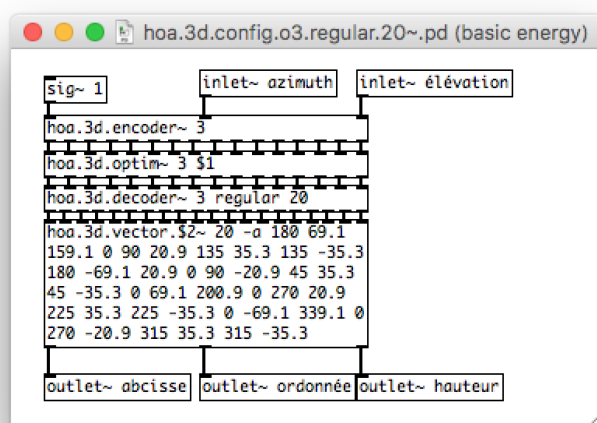 hoa.3d.config.o3.regular.20~.pd (basic energy)
sig~ 1
inlet~ azimuth
inlet~ élévation
hoa.3d.encoder~ 3
hoa.3d.optim~ 3 $1
hoa.3d.decoder~ 3 regular 20
hoa.3d.vector.$2~ 20 -a 180 69.1
159.1 0 90 20.9 135 35.3 135 -35.3
180 -69.1 20.9 0 90 -20.9 45 35.3
45 -35.3 0 69.1 200.9 0 270 20.9
225 35.3 225 -35.3 0 -69.1 339.1 0
270 -20.9 315 35.3 315 -35.3
outlet~ abcisse
outlet~ ordonnée
outlet~ hauteur